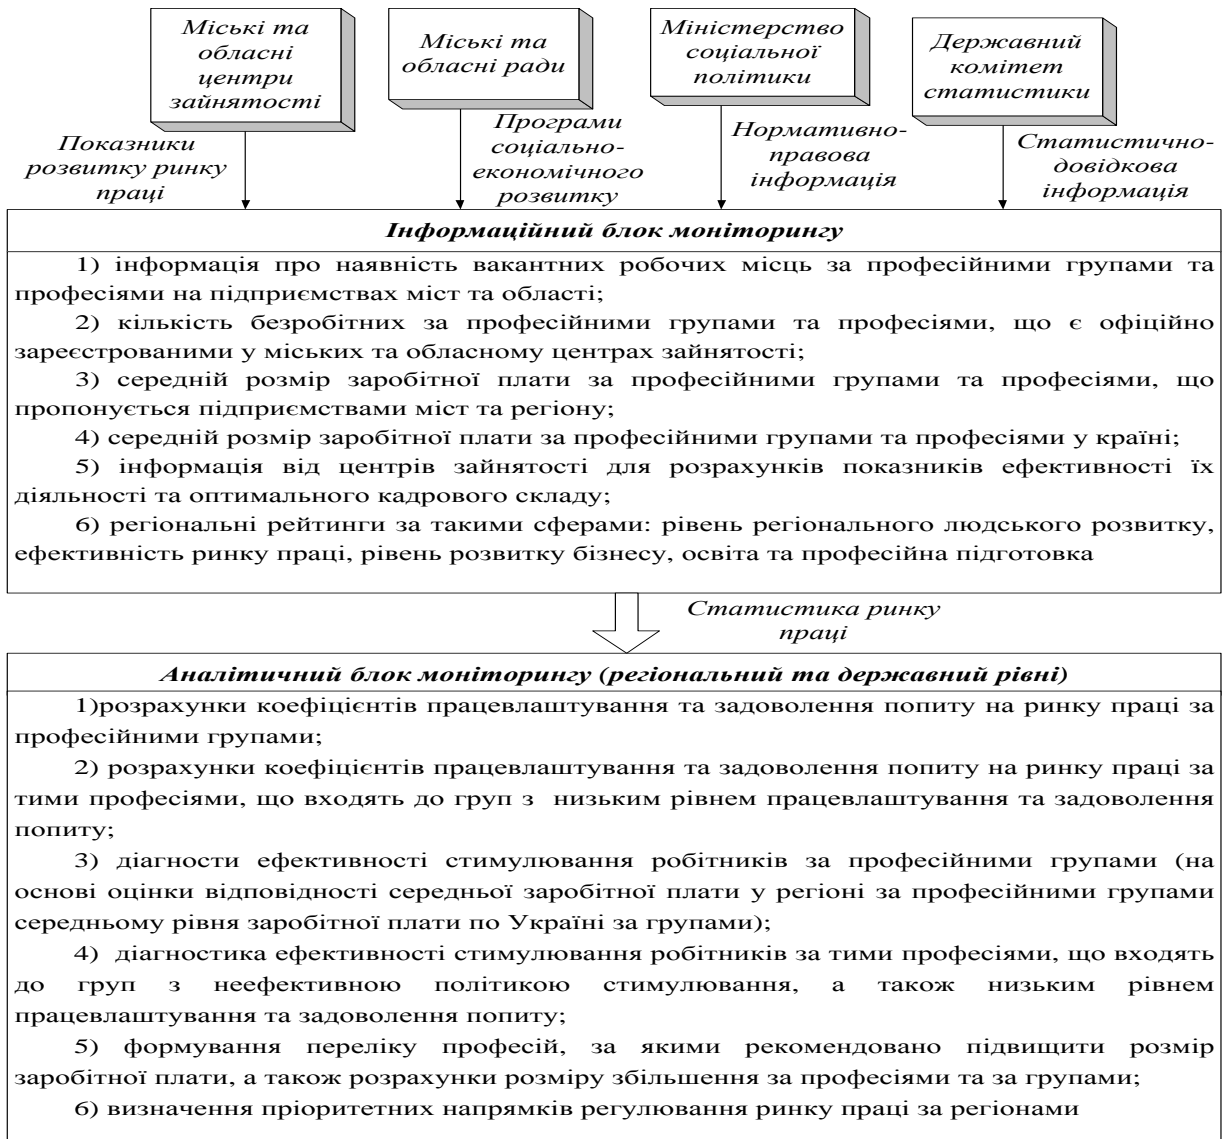 Міські та
обласні
центри
зайнятості
Міські та
обласні ради
Міністерство
соціальної
політики
Державний
комітет
статистики
Показники
розвитку ринку
праці
Програми
соціально-
економічного
розвитку
Нормативно-
правова
інформація
Статистично-
довідкова
інформація
Інформаційний блок моніторингу
1) інформація про наявність вакантних робочих місць за професійними групами та
професіями на підприємствах міст та області;
2) кількість безробітних за професійними групами та професіями, що є офіційно
зареєстрованими у міських та обласному центрах зайнятості;
3) середній розмір заробітної плати за професійними групами та професіями, що
пропонується підприємствами міст та регіону;
4) середній розмір заробітної плати за професійними групами та професіями у країні;
5) інформація від центрів зайнятості для розрахунків показників ефективності їх
діяльності та оптимального кадрового складу;
6) регіональні рейтинги за такими сферами: рівень регіонального людського розвитку,
ефективність ринку праці, рівень розвитку бізнесу, освіта та професійна підготовка
Статистика ринку
праці
Аналітичний блок моніторингу (регіональний та державний рівні)
1)розрахунки коефіцієнтів працевлаштування та задоволення попиту на ринку праці за
професійними групами;
2) розрахунки коефіцієнтів працевлаштування та задоволення попиту на ринку праці за
тими професіями, що входять до груп з низьким рівнем працевлаштування та задоволення
попиту;
3) діагности ефективності стимулювання робітників за професійними групами (на
основі оцінки відповідності середньої заробітної плати у регіоні за професійними групами
середньому рівня заробітної плати по Україні за групами);
4) діагностика ефективності стимулювання робітників за тими професіями, що входять
до груп з неефективною політикою стимулювання, а також низьким рівнем
працевлаштування та задоволення попиту;
5) формування переліку професій, за якими рекомендовано підвищити розмір
заробітної плати, а також розрахунки розміру збільшення за професіями та за групами;
6) визначення пріоритетних напрямків регулювання ринку праці за регіонами